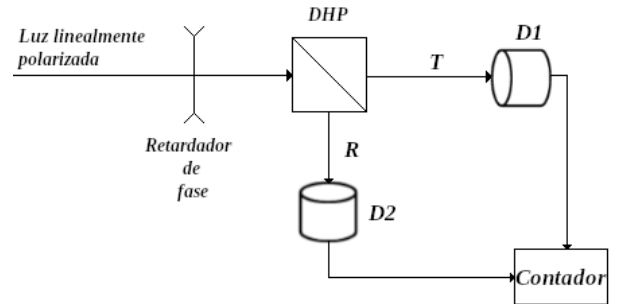 Luz linealmente
polarizada
DHP
D1
T
Retardador
de
fase
R
D2
Contador